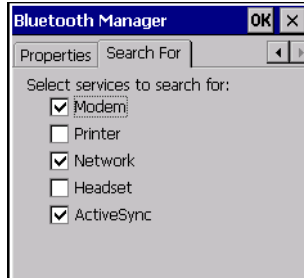 Bluetooth Manager OK ×
Properties Search For
Select services to search for:
Modem
Printer
Network
Headset
ActiveSync